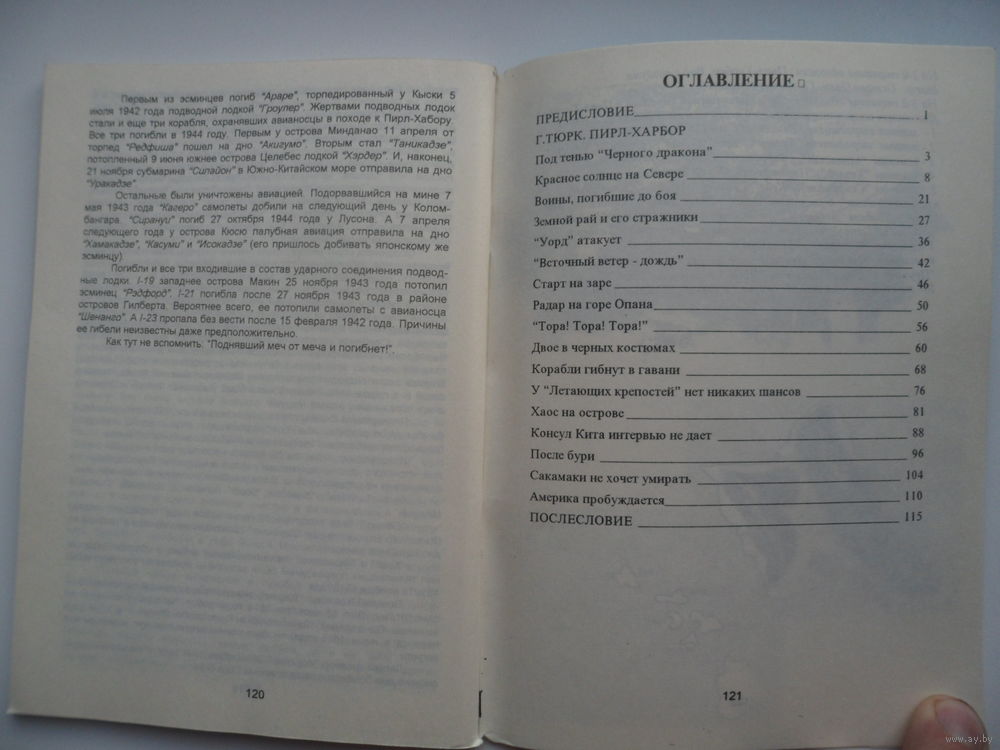 Первым из эсминцев погиб "Араре", торпедированный у Кыски 5
июля 1942 года подводной лодкой "Гроулер". Жертвами подводных лодок
стали и еще три корабля, охранявших авианосцы в походе к Пирл-Хабору.
Все три погибли в 1944 году. Первым у острова Минданао 11 апреля от
торпед "Редфиша" пошел на дно "Акигумо". Вторым стал "Таникадзе",
потопленный 9 июня южнее острова Целебес лодкой "Хэрдер". И, наконец,
21 ноября субмарина "Силайон" в Южно-Китайском море отправила на дно
"Уракадзе".
Остальные были уничтожены авиацией. Подорвавшийся на мине 7
мая 1943 года "Кагеро" самолеты добили на следующий день у Колом-
бангара. "Сирануи" погиб 27 октября 1944 года у Лусона. А 7 апреля
следующего года у острова Кюсю палубная авиация отправила на дно
"Хамакадзе", "Касуми" и "Исокадзе" (его пришлось добивать японскому же
эсминцу).
Погибли и все три входившие в состав ударного соединения подвод-
ные лодки. I-19 западнее острова Макин 25 ноября 1943 года потопил
эсминец "Рэдфорд". I-21 погибла после 27 ноября 1943 года в районе
островов Гилберта. Вероятнее всего, ее потопили самолеты с авианосца
"Шенанго". А I-23 пропала без вести после 15 февраля 1942 года. Причины
ее гибели неизвестны даже предположительно.
Как тут не вспомнить: "Поднявший меч от меча и погибнет!".
120
ОГЛАВЛЕНИЕ
ПРЕДИСЛОВИЕ 1
Г.ТЮРК. ПИРЛ-ХАРБОР
Под тенью "Черного дракона" 3
Красное солнце на Севере 8
Воины, погибшие до боя 21
Земной рай и его стражники 27
"Уорд" атакует 36
"Всточный ветер - дождь" 42
Старт на заре 46
Радар на горе Опана 50
"Тора! Тора! Тора!" 56
Двое в черных костюмах 60
Корабли гибнут в гавани 68
У "Летающих крепостей" нет никаких шансов 76
Хаос на острове 81
Консул Кита интервью не дает 88
После бури 96
Сакамаки не хочет умирать 104
Америка пробуждается 110
ПОСЛЕСЛОВИЕ 115
121
www.ay.by